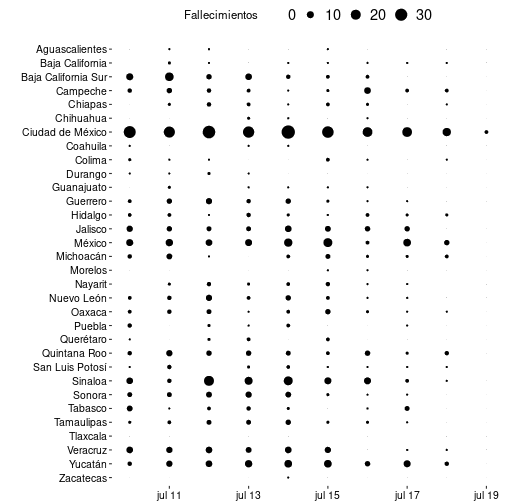 Fallecimientos 0 10 20 30
Aguascalientes
Baja California
Baja California Sur
Campeche
Chiapas
Chihuahua
Ciudad de México
Coahuila
Colima
Durango
Guanajuato
Guerrero
Hidalgo
Jalisco
México
Michoacán
Morelos
Nayarit
Nuevo León
Oaxaca
Puebla
Querétaro
Quintana Roo
San Luis Potosí
Sinaloa
Sonora
Tabasco
Tamaulipas
Tlaxcala
Veracruz
Yucatán
Zacatecas
jul 11 jul 13 jul 15 jul 17 jul 19